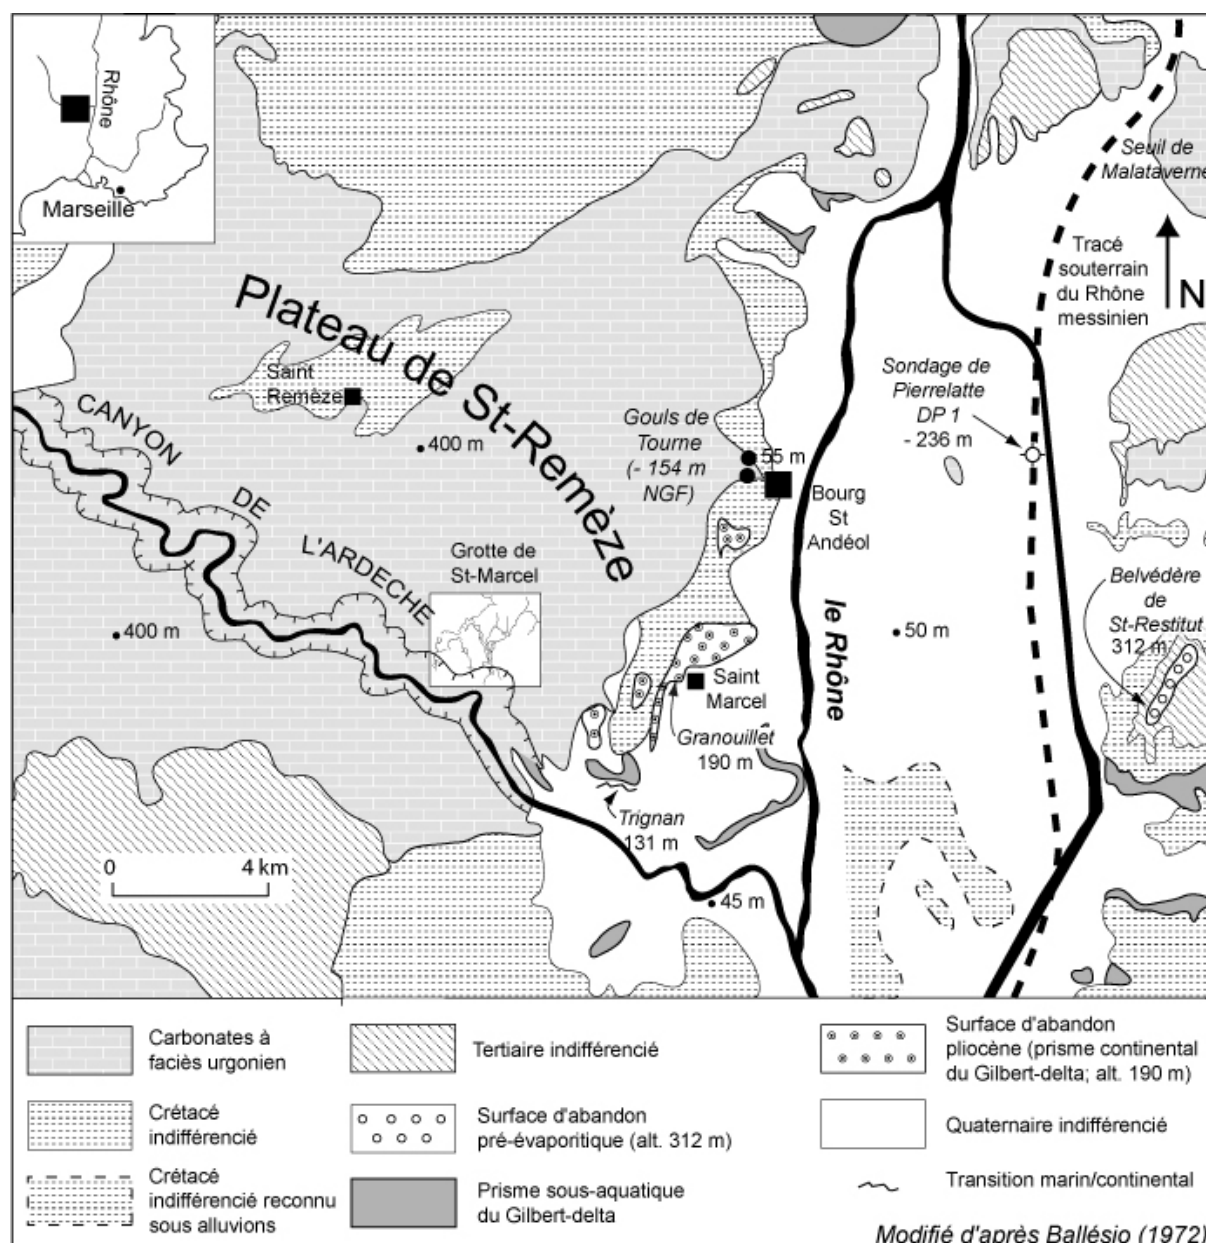 Rhône
Marseille
Seuil de
Malataverne
Tracé
souterrain
du Rhône
messinien
N
Plateau de St-Remèze
Saint
Remèze
400 m
Sondage de
Pierrelatte
DP 1
- 236 m
Gouls de
Tourne
(- 154 m
NGF)
55 m
Bourg
St
Andéol
CANYON
DE
L'ARDECHE
Grotte de
St-Marcel
400 m
le Rhône
50 m
Belvédère
de
St-Restitut
312 m
Saint
Marcel
Granouillet
190 m
Trignan
131 m
45 m
0 4 km
Carbonates à
faciès urgonien
Crétacé
indifférencié
Crétacé
indifférencié reconnu
sous alluvions
Tertiaire indifférencié
Surface d'abandon
pré-évaporitique (alt. 312 m)
Prisme sous-aquatique
du Gilbert-delta
Surface d'abandon
pliocène (prisme continental
du Gilbert-delta; alt. 190 m)
Quaternaire indifférencié
Transition marin/continental
Modifié d'après Ballésio (1972)